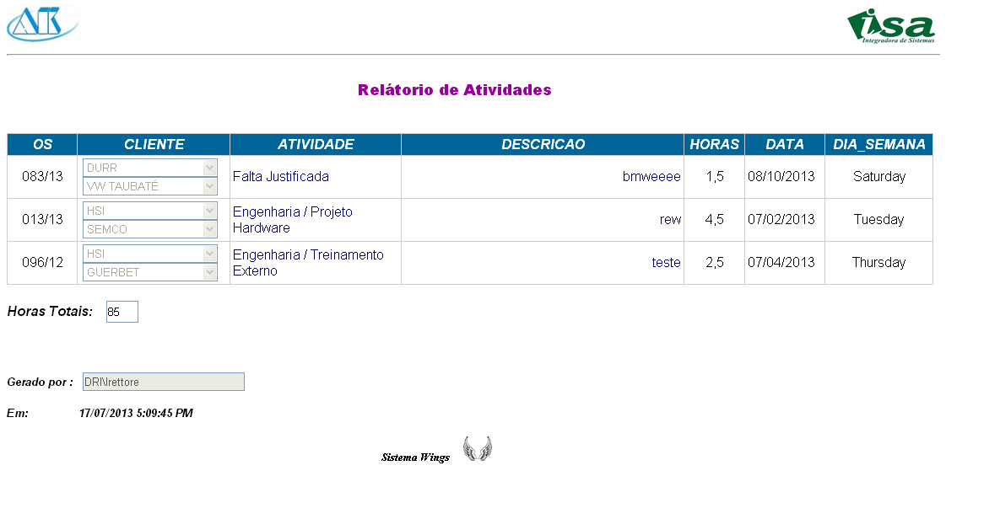 ATK
isa
Integradora de Sistemas
Relátorio de Atividades
OS CLIENTE ATIVIDADE DESCRICAO HORAS DATA DIA_SEMANA
083/13 DURR Falta Justificada bmweeee 1,5 08/10/2013 Saturday
VW TAUBATÉ
013/13 HSI Engenharia / Projeto rew 4,5 07/02/2013 Tuesday
SEMCO Hardware
096/12 HSI Engenharia / Treinamento teste 2,5 07/04/2013 Thursday
GUERBET Externo
Horas Totais: 85
Gerado por : DRI\lrettore
Em: 17/07/2013 5:09:45 PM
Sistema Wings